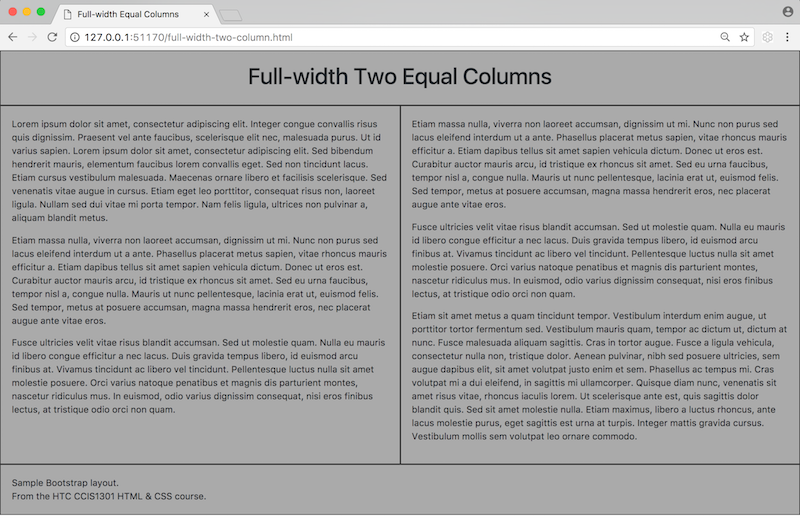 Full-width Equal Columns
127.0.0.1:51170/full-width-two-column.html
Full-width Two Equal Columns
Lorem ipsum dolor sit amet, consectetur adipiscing elit. Integer congue convallis risus
quis dignissim. Praesent vel ante faucibus, scelerisque elit nec, malesuada purus. Ut id
varius sapien. Lorem ipsum dolor sit amet, consectetur adipiscing elit. Sed bibendum
hendrerit mauris, elementum faucibus lorem convallis eget. Sed non tincidunt lacus.
Etiam cursus vestibulum malesuada. Maecenas ornare libero et facilisis scelerisque. Sed
venenatis vitae augue in cursus. Etiam eget leo porttitor, consequat risus non, laoreet
ligula. Nullam sed dui vitae mi porta tempor. Nam felis ligula, ultrices non pulvinar a,
aliquam blandit metus.
Etiam massa nulla, viverra non laoreet accumsan, dignissim ut mi. Nunc non purus sed
lacus eleifend interdum ut a ante. Phasellus placerat metus sapien, vitae rhoncus mauris
efficitur a. Etiam dapibus tellus sit amet sapien vehicula dictum. Donec ut eros est.
Curabitur auctor mauris arcu, id tristique ex rhoncus sit amet. Sed eu urna faucibus,
tempor nisl a, congue nulla. Mauris ut nunc pellentesque, lacinia erat ut, euismod felis.
Sed tempor, metus at posuere accumsan, magna massa hendrerit eros, nec placerat
augue ante vitae eros.
Fusce ultricies velit vitae risus blandit accumsan. Sed ut molestie quam. Nulla eu mauris
id libero congue efficitur a nec lacus. Duis gravida tempus libero, id euismod arcu
finibus at. Vivamus tincidunt ac libero vel tincidunt. Pellentesque luctus nulla sit amet
molestie posuere. Orci varius natoque penatibus et magnis dis parturient montes,
nascetur ridiculus mus. In euismod, odio varius dignissim consequat, nisi eros finibus
lectus, at tristique odio orci non quam.
Etiam massa nulla, viverra non laoreet accumsan, dignissim ut mi. Nunc non purus sed
lacus eleifend interdum ut a ante. Phasellus placerat metus sapien, vitae rhoncus mauris
efficitur a. Etiam dapibus tellus sit amet sapien vehicula dictum. Donec ut eros est.
Curabitur auctor mauris arcu, id tristique ex rhoncus sit amet. Sed eu urna faucibus,
tempor nisl a, congue nulla. Mauris ut nunc pellentesque, lacinia erat ut, euismod felis.
Sed tempor, metus at posuere accumsan, magna massa hendrerit eros, nec placerat
augue ante vitae eros.
Fusce ultricies velit vitae risus blandit accumsan. Sed ut molestie quam. Nulla eu mauris
id libero congue efficitur a nec lacus. Duis gravida tempus libero, id euismod arcu
finibus at. Vivamus tincidunt ac libero vel tincidunt. Pellentesque luctus nulla sit amet
molestie posuere. Orci varius natoque penatibus et magnis dis parturient montes,
nascetur ridiculus mus. In euismod, odio varius dignissim consequat, nisi eros finibus
lectus, at tristique odio orci non quam.
Etiam sit amet metus a quam tincidunt tempor. Vestibulum interdum enim augue, ut
porttitor tortor fermentum sed. Vestibulum mauris quam, tempor ac dictum ut, dictum at
nunc. Fusce malesuada aliquam sagittis. Cras in tortor augue. Fusce a ligula vehicula,
consectetur nulla non, tristique dolor. Aenean pulvinar, nibh sed posuere ultricies, sem
augue dapibus elit, sit amet volutpat justo enim et sem. Phasellus ac tempus mi. Cras
volutpat mi a dui eleifend, in sagittis mi ullamcorper. Quisque diam nunc, venenatis sit
amet risus vitae, rhoncus iaculis lorem. Ut scelerisque ante est, quis sagittis dolor
blandit quis. Sed sit amet molestie nulla. Etiam maximus, libero a luctus rhoncus, ante
lacus molestie purus, eget sagittis est urna at turpis. Integer mattis gravida cursus.
Vestibulum mollis sem volutpat leo ornare commodo.
Sample Bootstrap layout.
From the HTC CCIS1301 HTML & CSS course.